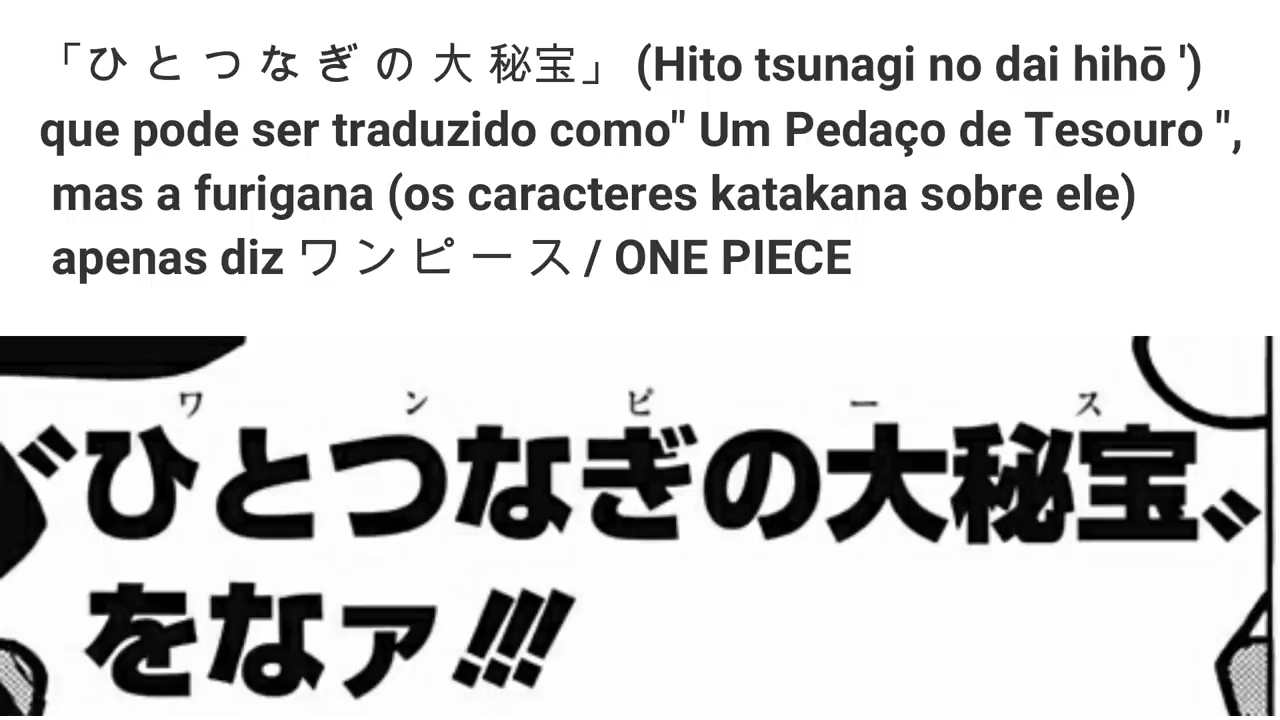 「ひとつなぎの大秘宝」 (Hito tsunagi no dai hihō ')
que pode ser traduzido como" Um Pedaço de Tesouro ",
mas a furigana (os caracteres katakana sobre ele)
apenas diz ワンピース / ONE PIECE
ワンピース
〝ひとつなぎの大秘宝〟
をなァ!!!